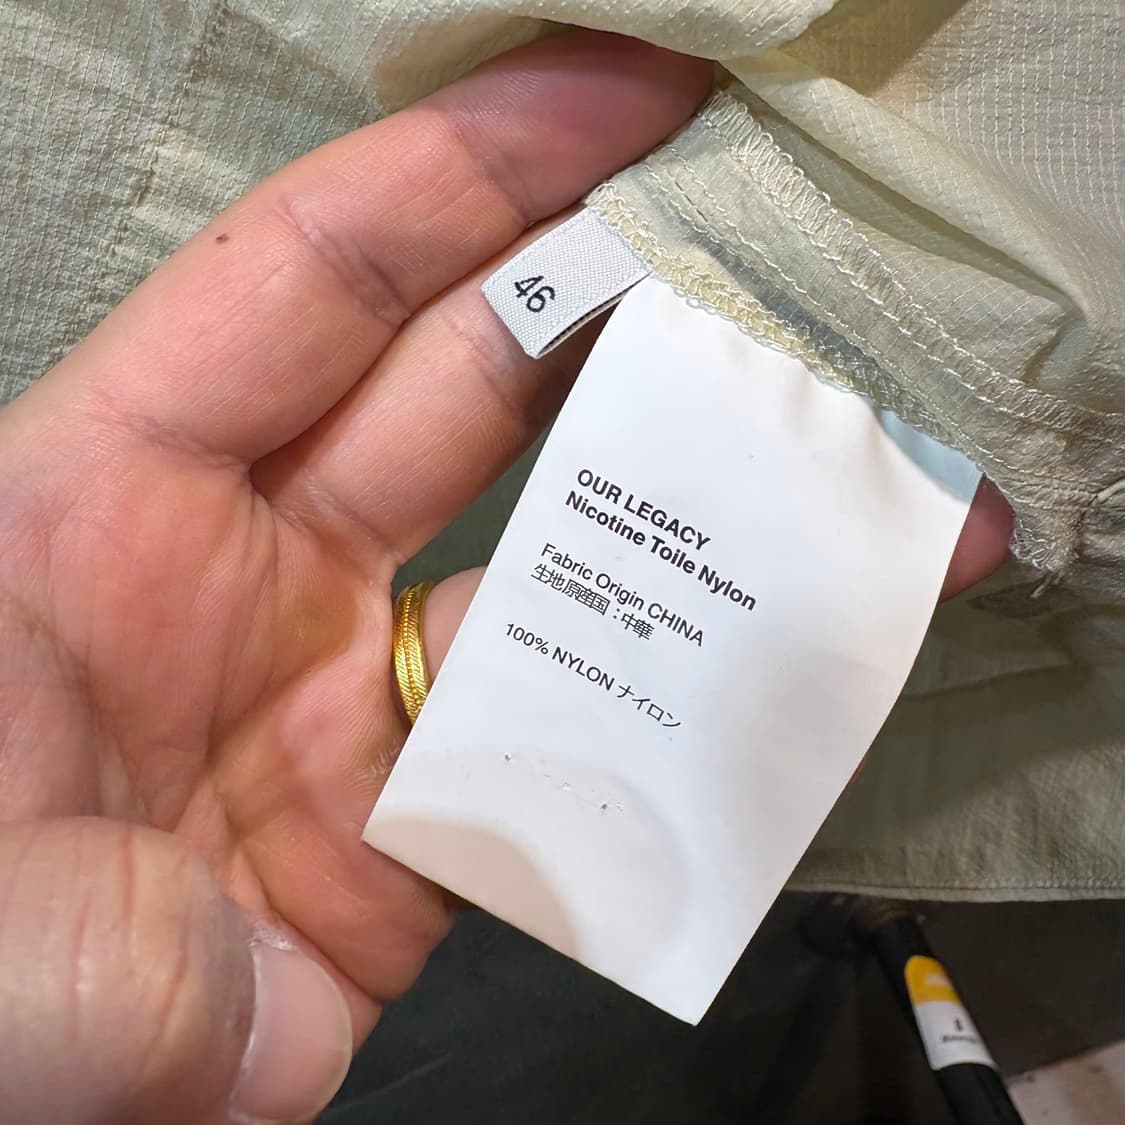 46
OUR LEGACY
Nicotine Toile Nylon
Fabric Origin CHINA
生地原産国：中華
100% NYLON ナイロン